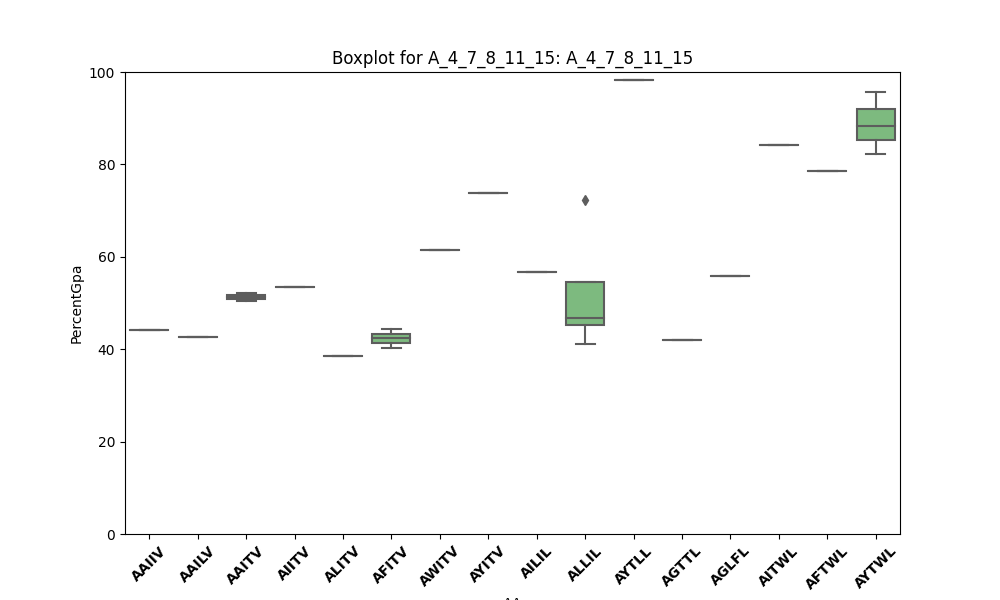 Boxplot for A_4_7_8_11_15: A_4_7_8_11_15
100
80
60
40
20
0
PercentGpa
AAIIV
AAILV
AAITV
AIITV
ALITV
AFITV
AWITV
AYITV
AILIL
ALLIL
AYTLL
AGTTL
AGLFL
AITWL
AFTWL
AYTWL